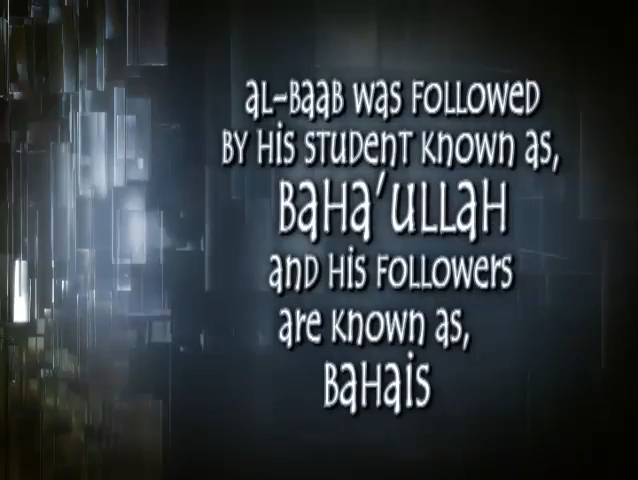 aL-BaaB was FOLLOWED
BY His STUDENT KNOWN as,
BaHa'ULLaH
anD His FOLLOWERS
are KNOWN as,
BaHais